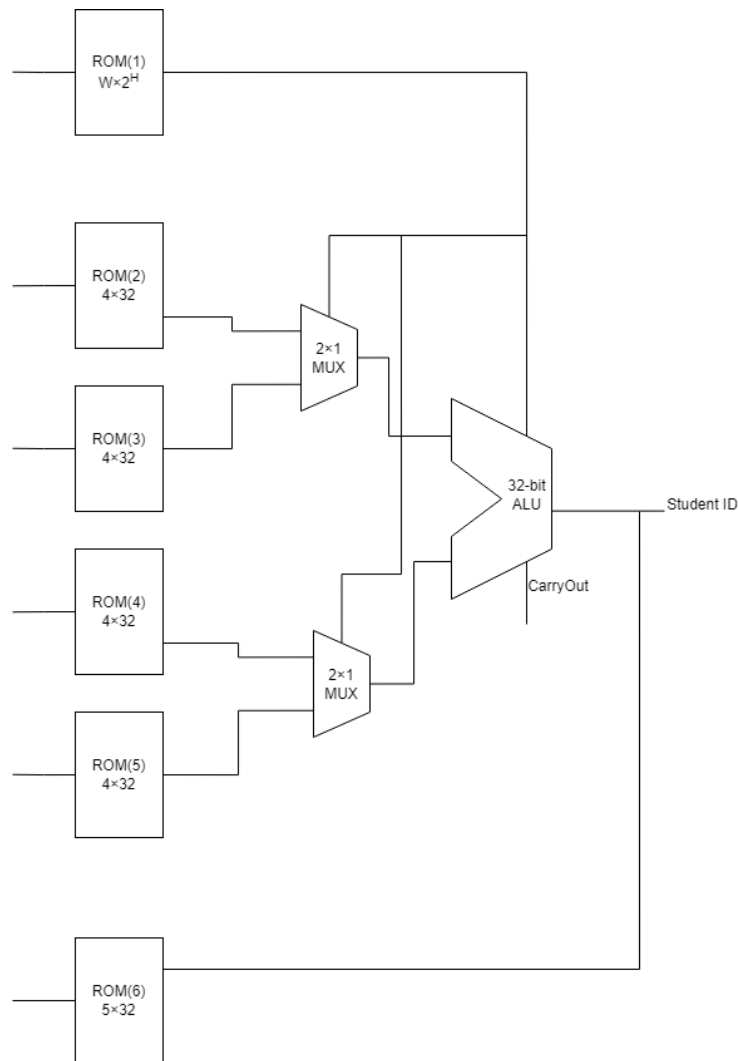 ROM(1)
W×2^H
ROM(2)
4×32
2×1
MUX
ROM(3)
4×32
32-bit
ALU
Student ID
CarryOut
ROM(4)
4×32
2×1
MUX
ROM(5)
4×32
ROM(6)
5×32